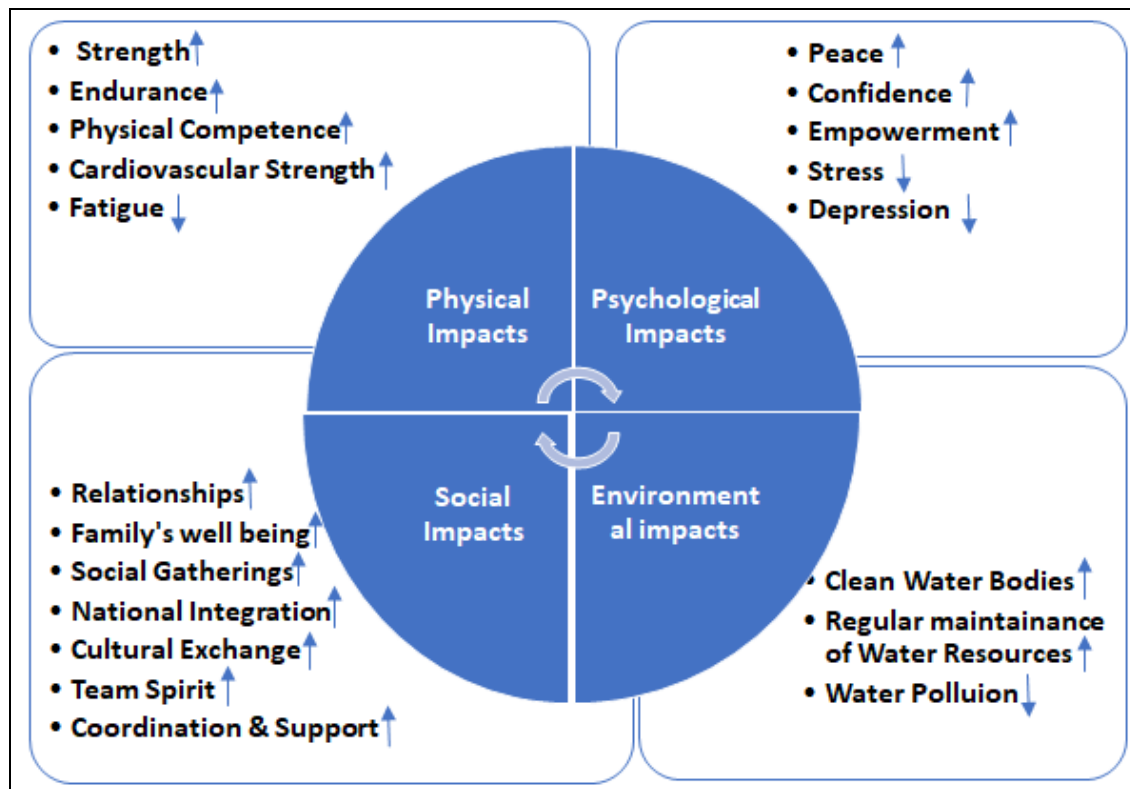 • Strength
• Endurance
• Physical Competence
• Cardiovascular Strength
• Fatigue
• Peace
• Confidence
• Empowerment
• Stress
• Depression
Physical
Impacts
Psychological
Impacts
Social
Impacts
Environment
al impacts
• Relationships
• Family's well being
• Social Gatherings
• National Integration
• Cultural Exchange
• Team Spirit
• Coordination & Support
• Clean Water Bodies
• Regular maintainance
of Water Resources
• Water Polluion